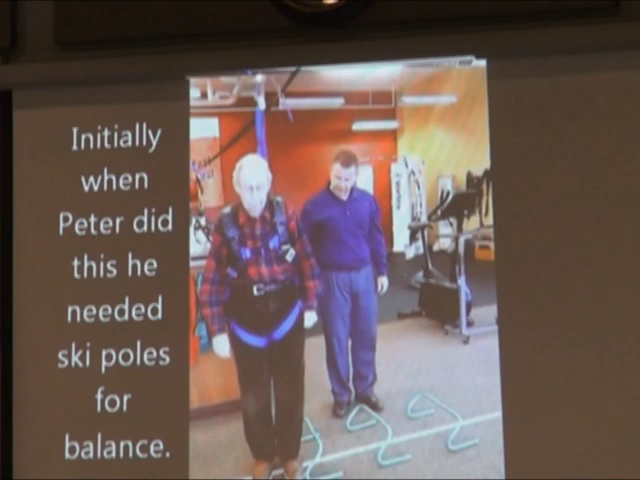 Initially
when
Peter did
this he
needed
ski poles
for
balance.